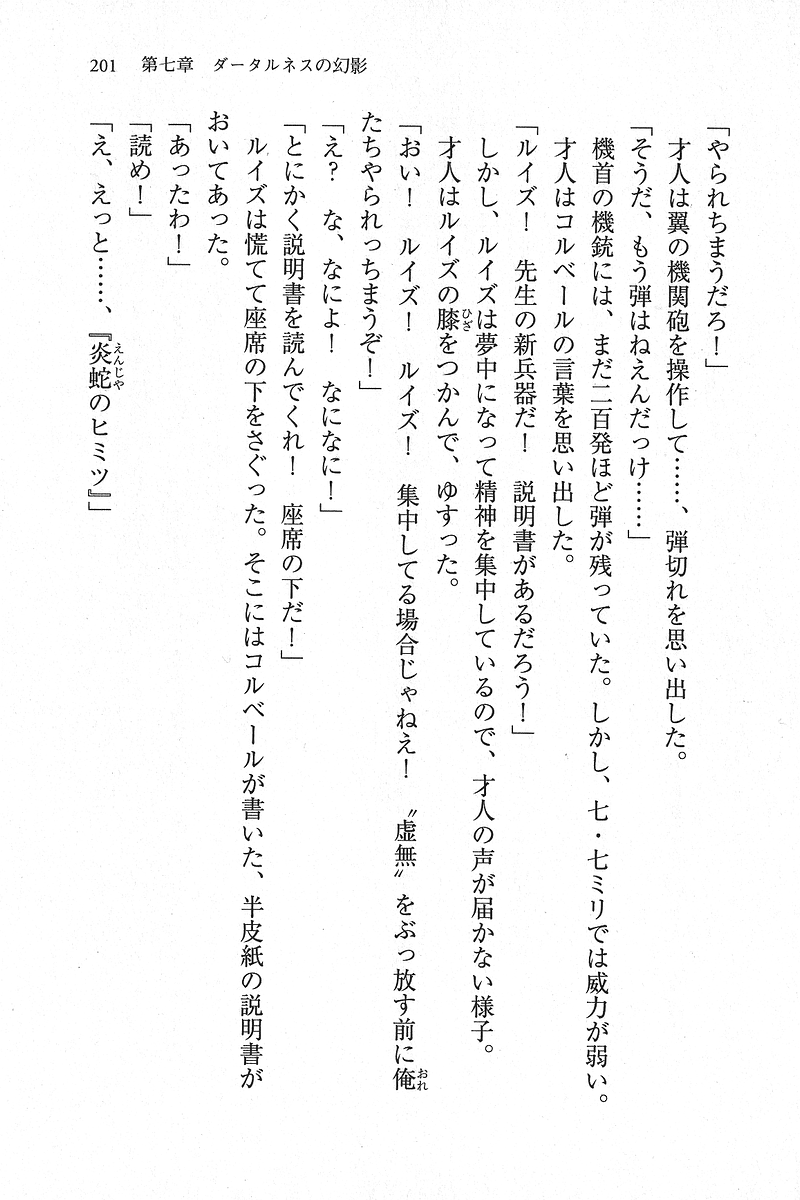 201　第七章　ダータルネスの幻影
「やられちまうだろ！」
　才人は翼の機関砲を操作して……、弾切れを思い出した。
「そうだ、もう弾はねえんだっけ……」
　機首の機銃には、まだ二百発ほど弾が残っていた。しかし、七・七ミリでは威力が弱い。
　才人はコルベールの言葉を思い出した。
「ルイズ！　先生の新兵器だ！　説明書があるだろう！」
　しかし、ルイズは夢中になって精神を集中しているので、才人の声が届かない様子。
　才人はルイズの膝ひざをつかんで、ゆすった。
「おい！　ルイズ！　ルイズ！　集中してる場合じゃねえ！　〝虚無〟をぶっ放す前に俺おれ
たちやられっちまうぞ！」
「え？　な、なによ！　なになに！」
「とにかく説明書を読んでくれ！　座席の下だ！」
　ルイズは慌てて座席の下をさぐった。そこにはコルベールが書いた、半皮紙の説明書が
おいてあった。
「あったわ！」
「読め！」
「え、えっと……、『炎蛇えんじゃのヒミツ』」